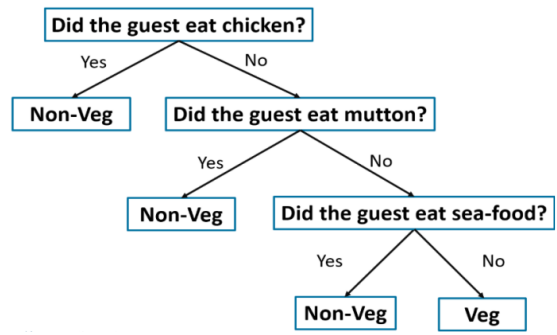 Did the guest eat chicken?
Yes
No
Non-Veg
Did the guest eat mutton?
Yes
No
Non-Veg
Did the guest eat sea-food?
Yes
No
Non-Veg
Veg